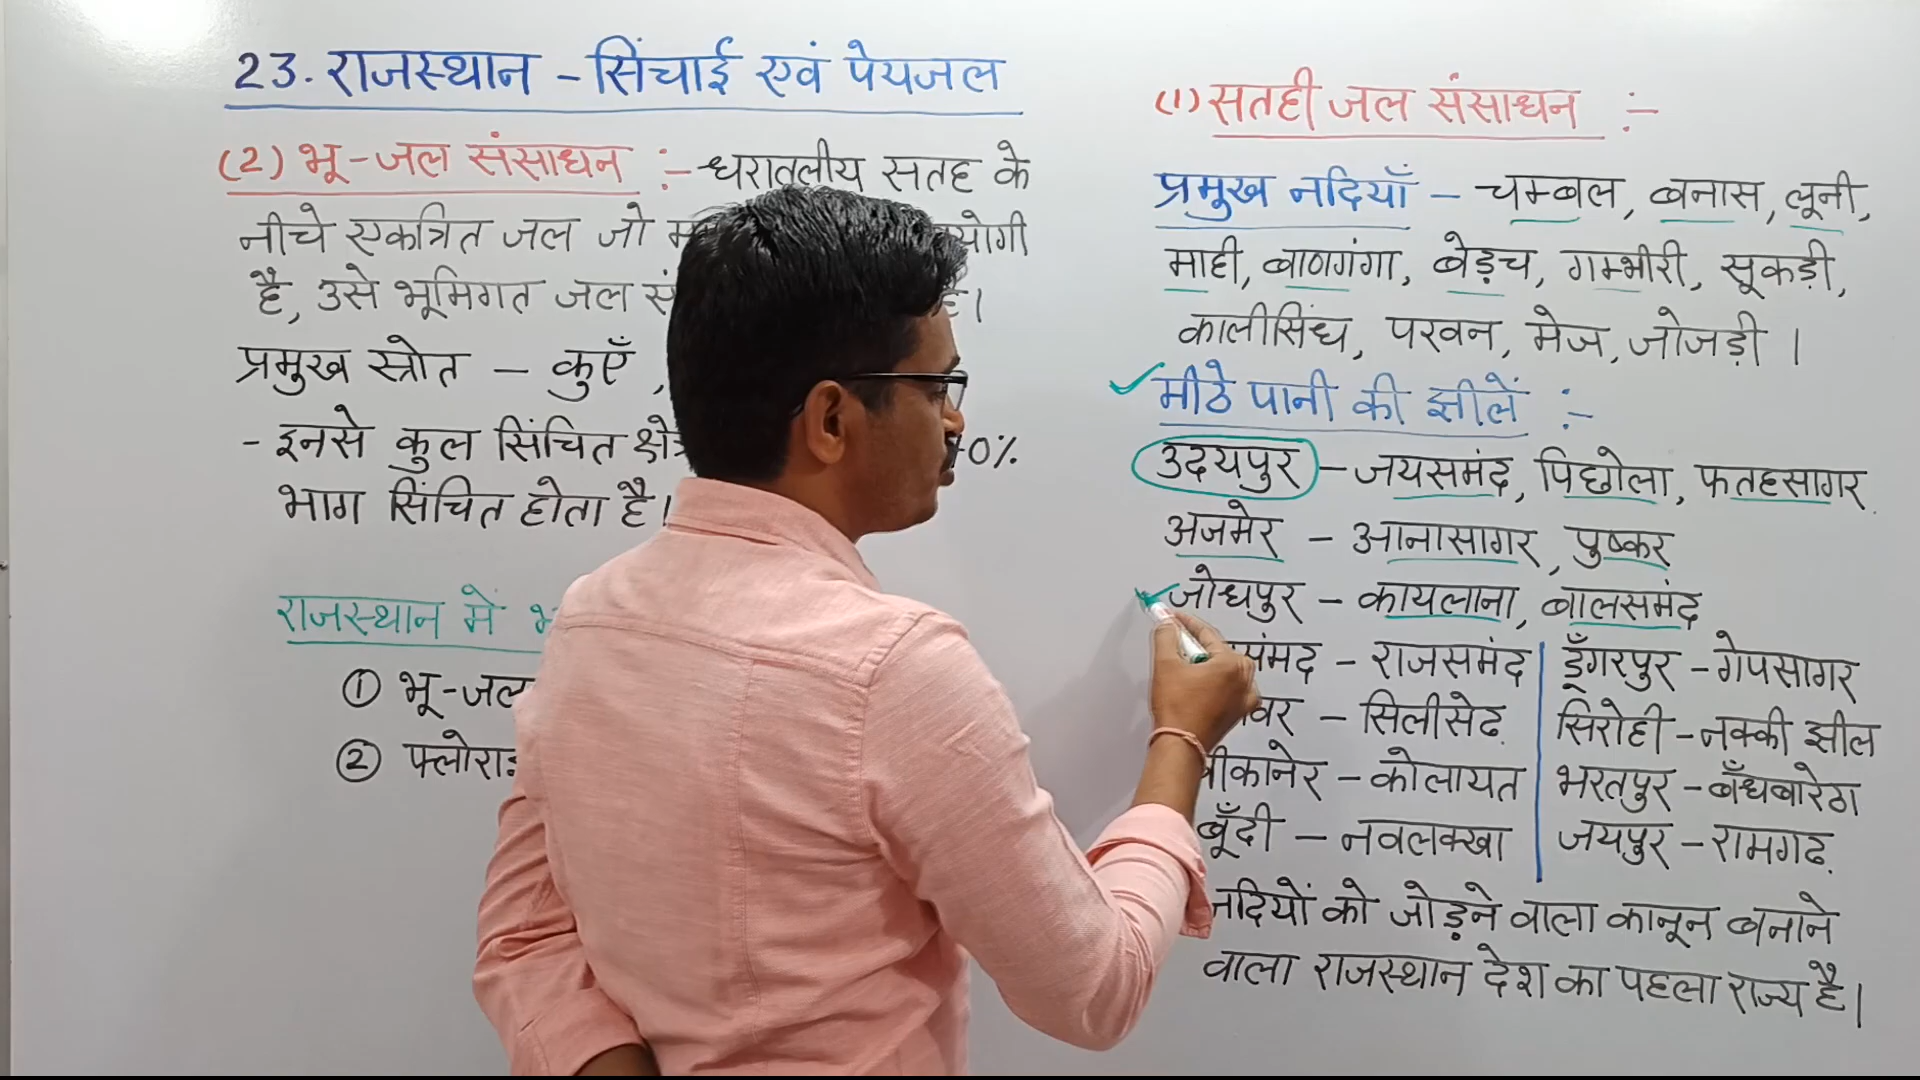 23. राजस्थान - सिंचाई एवं पेयजल
(2) भू-जल संसाधन :- धरातलीय सतह के
नीचे एकत्रित जल जो
है, उसे भूमिगत जल है।
प्रमुख स्त्रोत - कुएँ,
- इनसे कुल सिंचित 0%
भाग सिंचित होता है।
राजस्थान में
① भू-जल
②
(1) सतही जल संसाधन :-
प्रमुख नदियाँ - चम्बल, बनास, लूनी,
माही, बाणगंगा, बेड़च, गम्भीरी, सूकड़ी,
कालीसिंध, परवन, मेज, जोजड़ी।
✓ मीठे पानी की झीलें :-
उदयपुर - जयसमंद, पिछोला, फतहसागर.
अजमेर - आनासागर, पुष्कर
✓ जोधपुर - कायलाना, बालसमंद
- राजसमंद | डूँगरपुर - गेपसागर
- सिलीसेढ़ | सिरोही - नक्की झील
बीकानेर - कोलायत | भरतपुर - बँधबारेठा
बूँदी - नवलक्खा | जयपुर - रामगढ़
नदियों को जोड़ने वाला कानून बनाने
वाला राजस्थान देश का पहला राज्य है।